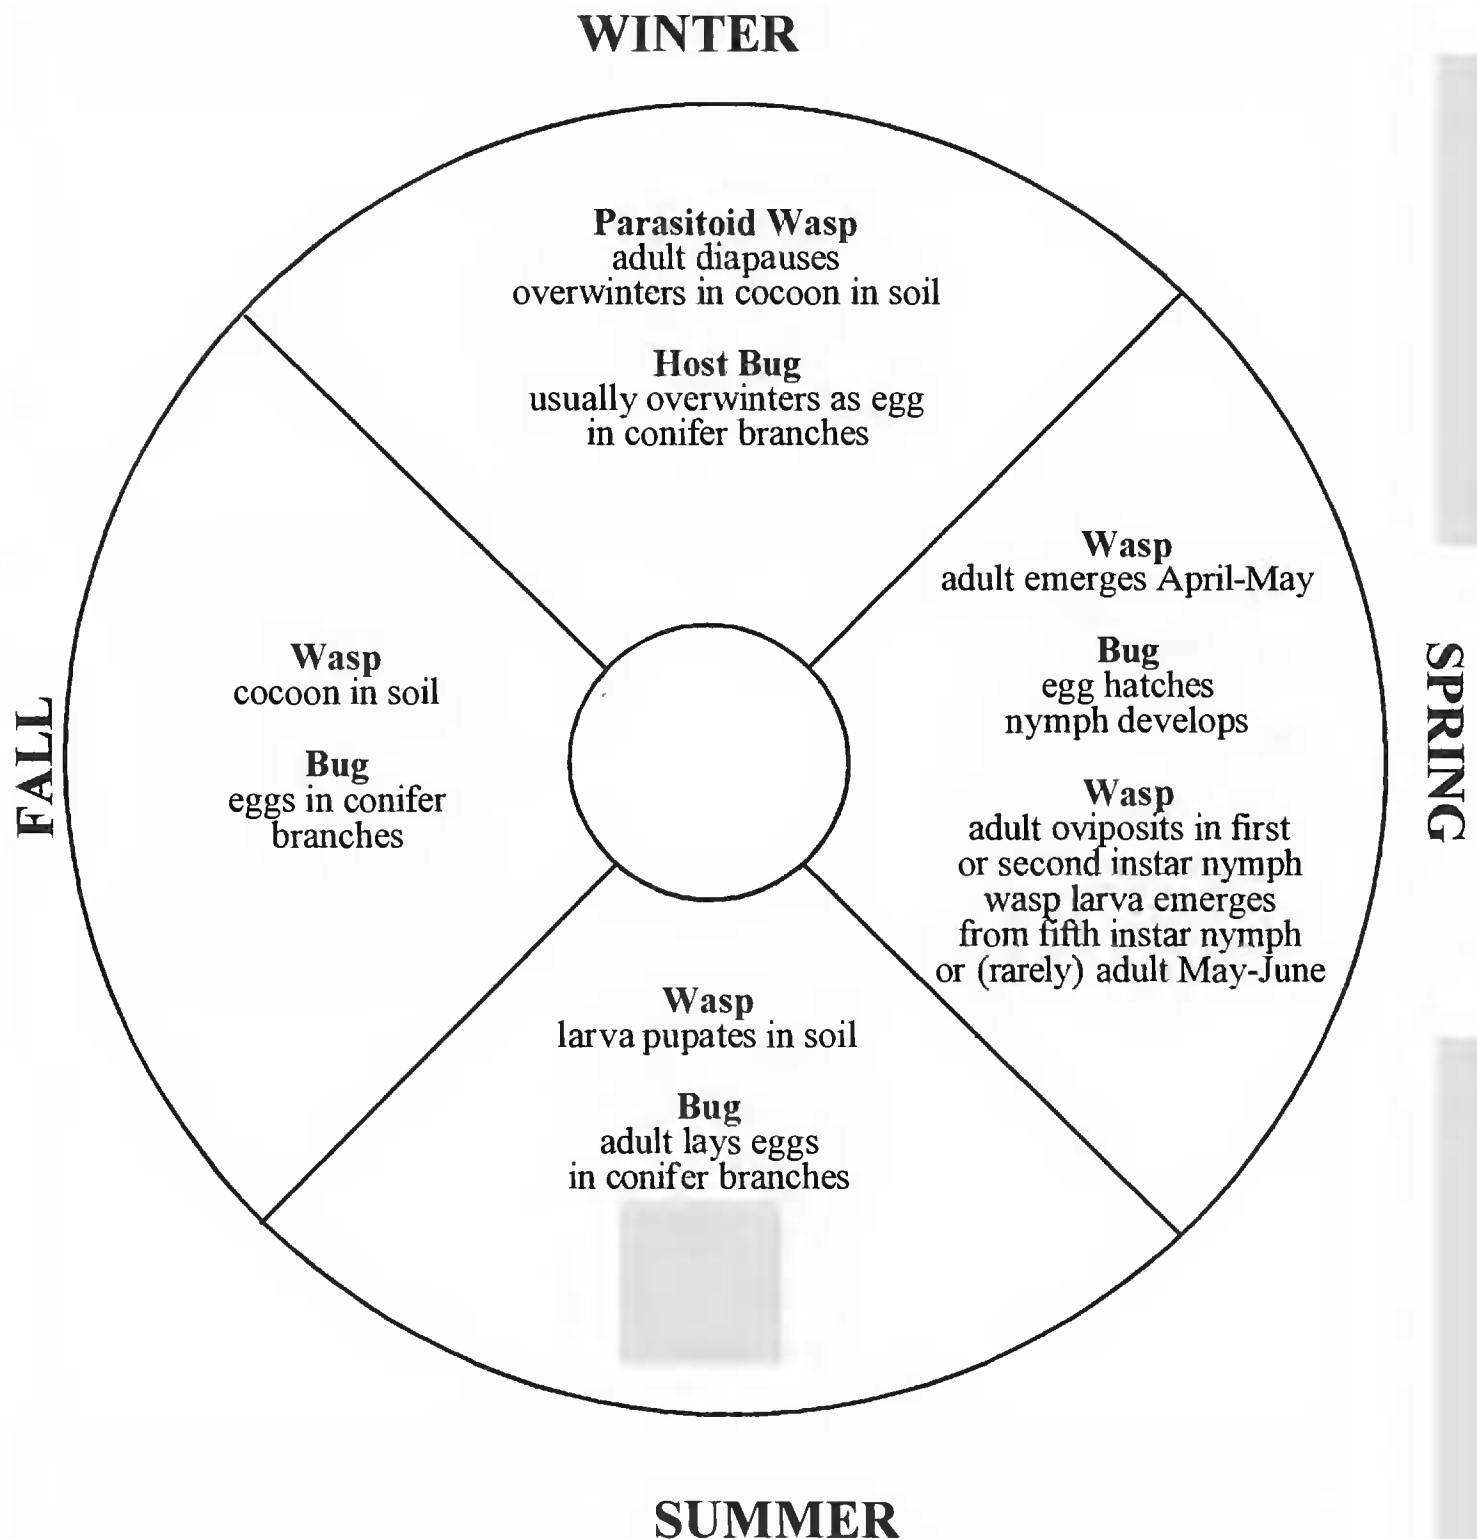 WINTER
Parasitoid Wasp
adult diapauses
overwinters in cocoon in soil
Host Bug
usually overwinters as egg
in conifer branches
SPRING
Wasp
adult emerges April-May
Bug
egg hatches
nymph develops
Wasp
adult oviposits in first
or second instar nymph
wasp larva emerges
from fifth instar nymph
or (rarely) adult May-June
SUMMER
Wasp
larva pupates in soil
Bug
adult lays eggs
in conifer branches
FALL
Wasp
cocoon in soil
Bug
eggs in conifer
branches